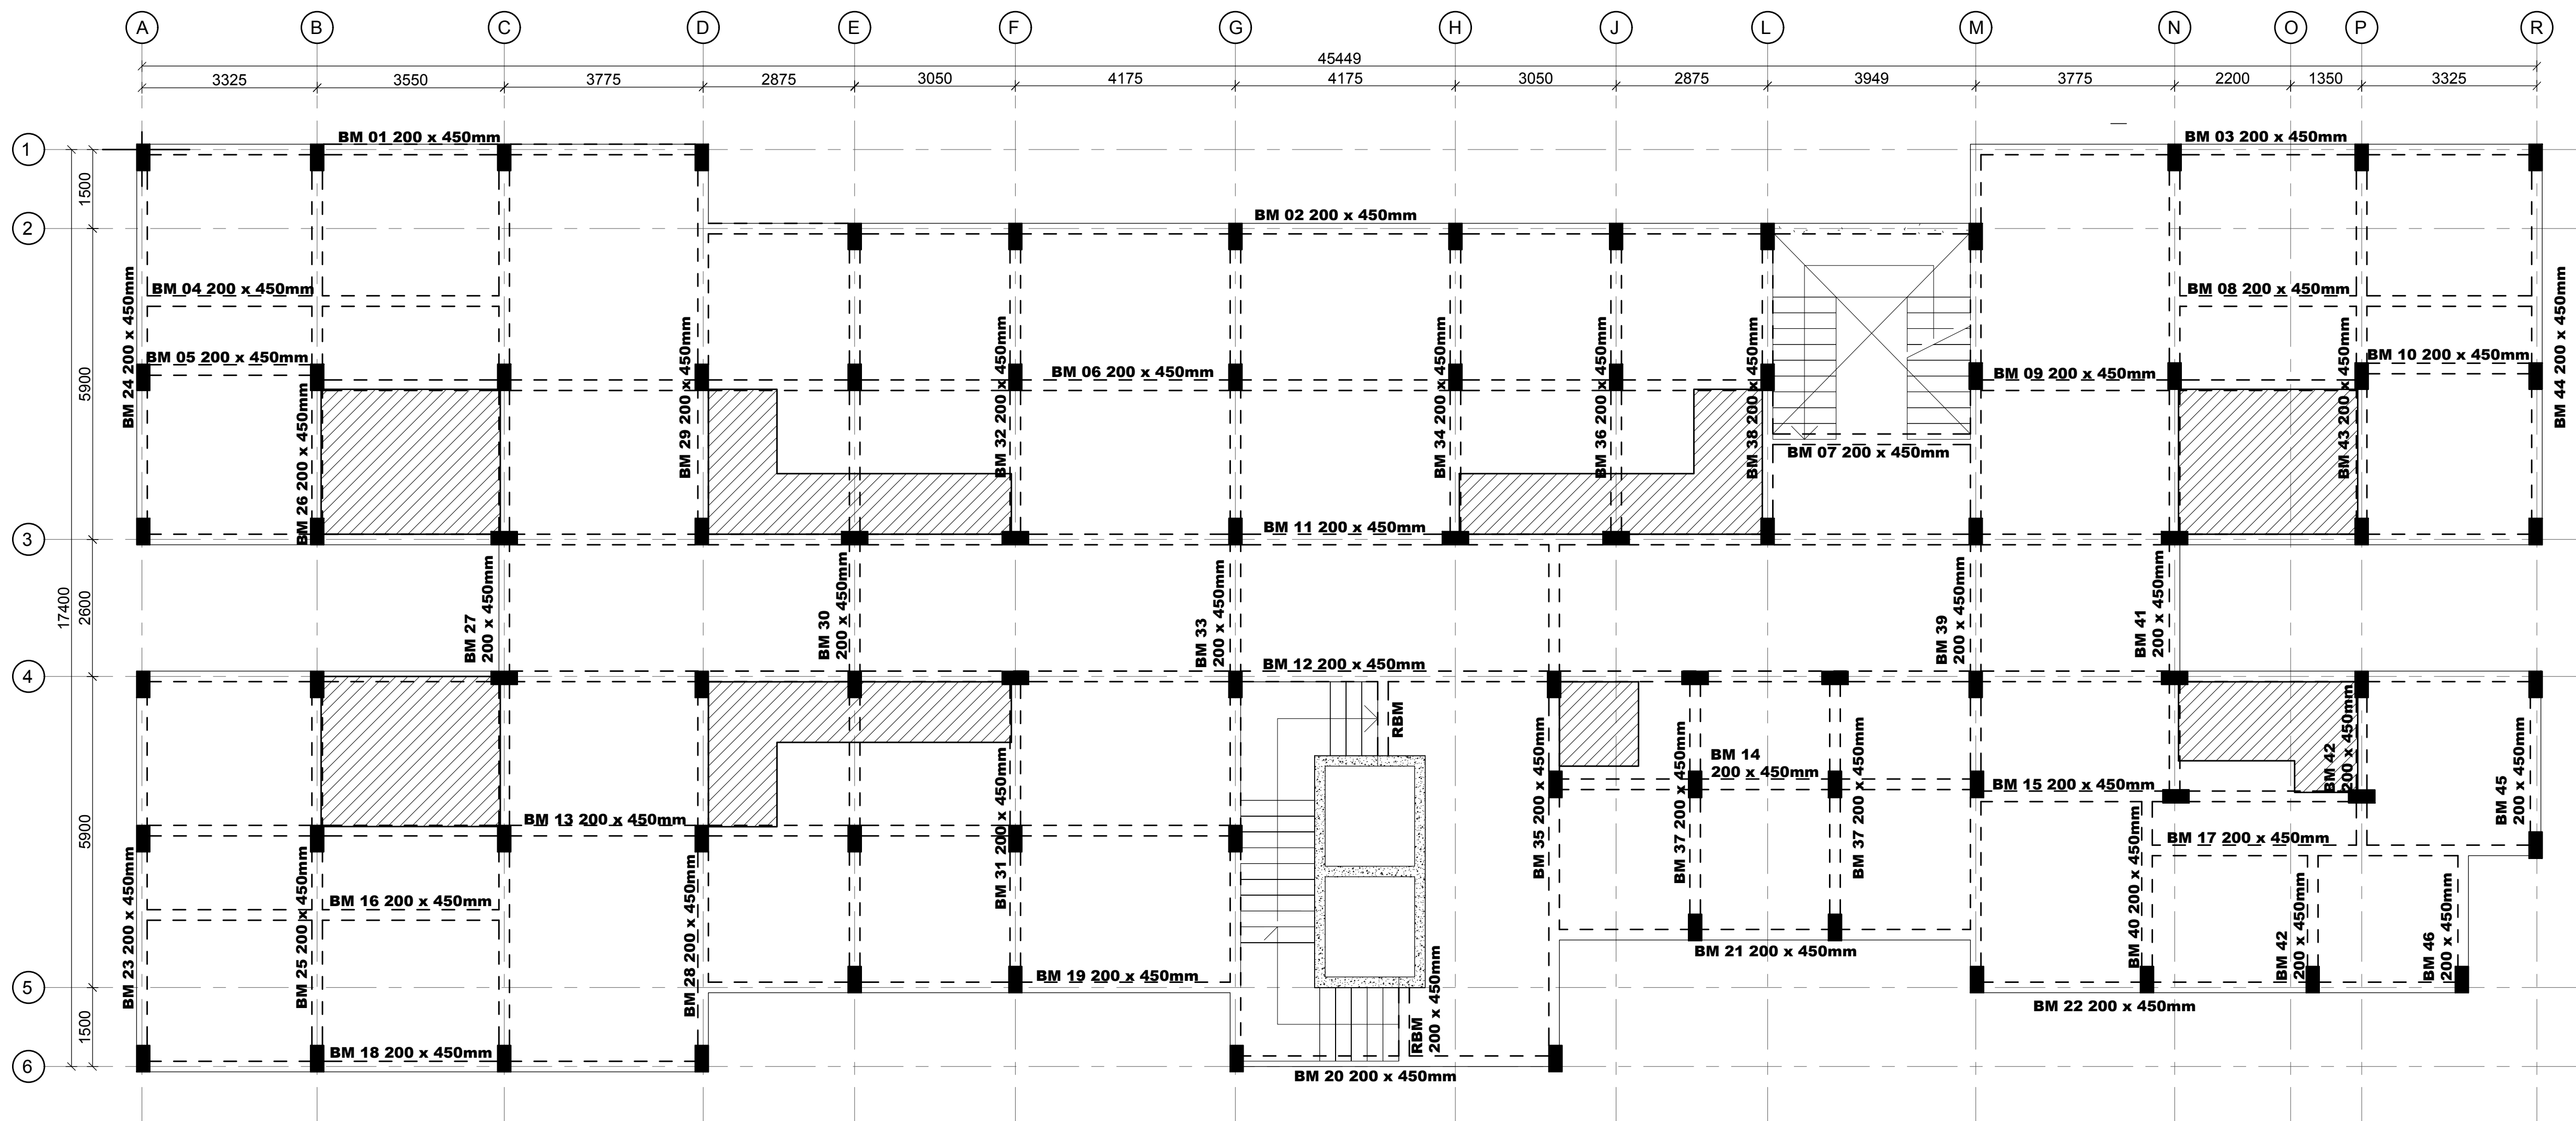 A B C D E F G H J L M N O P R
45449
3325 3550 3775 2875 3050 4175 4175 3050 2875 3949 3775 2200 1350 3325
1
BM 01 200 x 450mm
BM 03 200 x 450mm
1500
2
BM 02 200 x 450mm
BM 04 200 x 450mm
BM 08 200 x 450mm
BM 24 200 x 450mm
BM 29 200 x 450mm
BM 32 200 x 450mm
BM 34 200 x 450mm
BM 36 200 x 450mm
BM 38 200 x 450mm
BM 43 200 x 450mm
BM 44 200 x 450mm
BM 05 200 x 450mm
BM 06 200 x 450mm
BM 09 200 x 450mm
BM 10 200 x 450mm
5900
BM 26 200 x 450mm
BM 07 200 x 450mm
3
BM 11 200 x 450mm
17400
2600
BM 27
200 x 450mm
BM 30
200 x 450mm
BM 33
200 x 450mm
BM 39
200 x 450mm
BM 41
200 x 450mm
4
BM 12 200 x 450mm
RBM
BM 14
200 x 450mm
BM 15 200 x 450mm
BM 42
200 x 450mm
BM 45
200 x 450mm
BM 31 200 x 450mm
BM 35 200 x 450mm
BM 37 200 x 450mm
BM 37 200 x 450mm
5900
BM 13 200 x 450mm
BM 17 200 x 450mm
BM 23 200 x 450mm
BM 25 200 x 450mm
BM 28 200 x 450mm
BM 40 200 x 450mm
BM 16 200 x 450mm
BM 42
200 x 450mm
BM 46
200 x 450mm
BM 21 200 x 450mm
5
BM 19 200 x 450mm
BM 22 200 x 450mm
1500
RBM
200 x 450mm
BM 18 200 x 450mm
6
BM 20 200 x 450mm